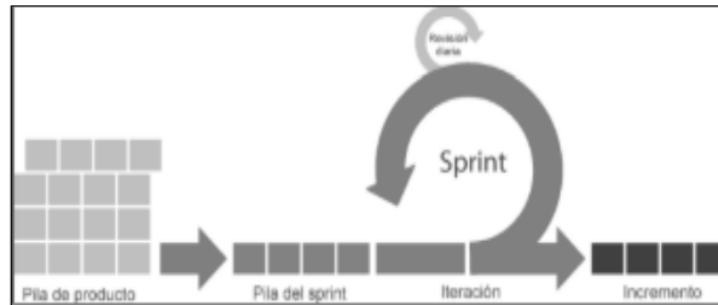 Revisión
diaria
Sprint
Pila de producto
Pila del sprint
Iteración
Incremento